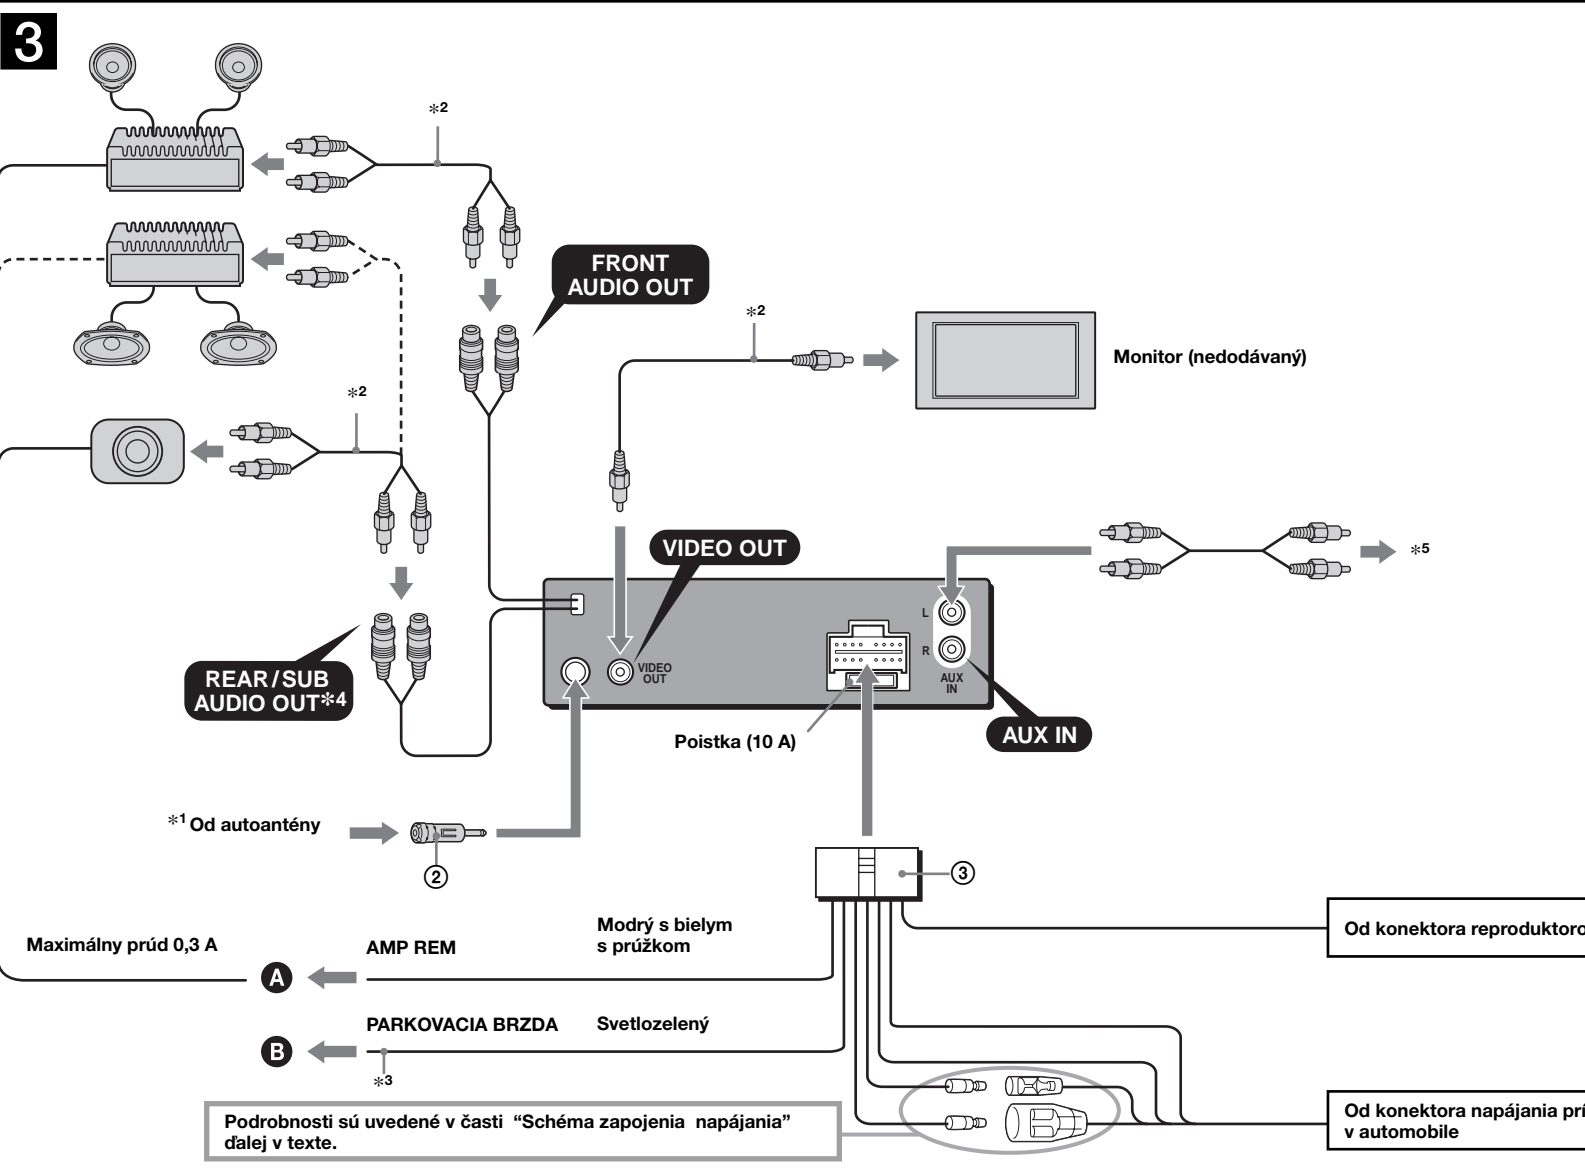 3
*2
FRONT
AUDIO OUT
*2
Monitor (nedodávaný)
*2
VIDEO OUT
*5
L
R
VIDEO
OUT
AUX
IN
REAR/SUB
AUDIO OUT*4
Poistka (10 A)
AUX IN
*1 Od autoantény
2
3
Maximálny prúd 0,3 A
AMP REM
Modrý s bielym
s prúžkom
A
Od konektora reproduktoro
PARKOVACIA BRZDA
Svetlozelený
B
*3
Podrobnosti sú uvedené v časti “Schéma zapojenia napájania”
ďalej v texte.
Od konektora napájania prí
v automobile